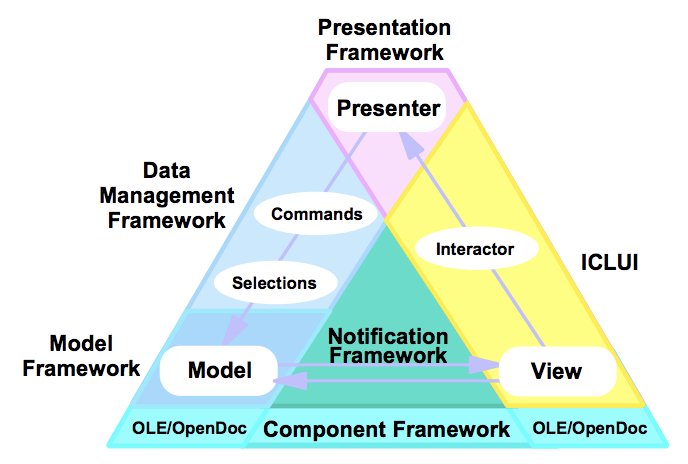 Presentation
Framework
Presenter
Data
Management
Framework
Commands
Interactor
ICLUI
Selections
Notification
Framework
Model
Framework
Model
View
OLE/OpenDoc
Component Framework
OLE/OpenDoc